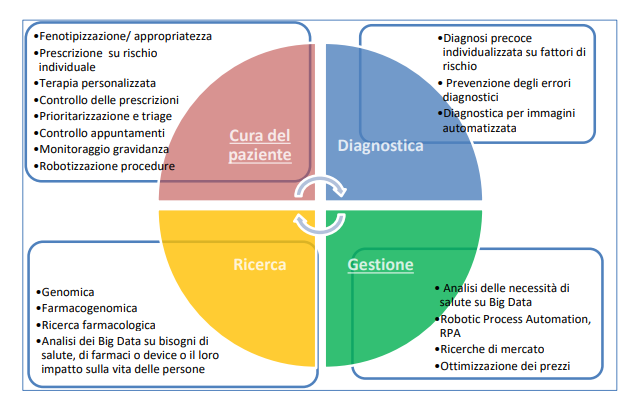 •Fenotipizzazione/ appropriatezza
•Prescrizione su rischio
individuale
•Terapia personalizzata
•Controllo delle prescrizioni
•Prioritarizzazione e triage
•Controllo appuntamenti
•Monitoraggio gravidanza
•Robotizzazione procedure
Cura del
paziente
•Diagnosi precoce
individualizzata su fattori di
rischio
• Prevenzione degli errori
diagnostici
•Diagnostica per immagini
automatizzata
Diagnostica
Ricerca
•Genomica
•Farmacogenomica
•Ricerca farmacologica
•Analisi dei Big Data su bisogni di
salute, di farmaci o device o il loro
impatto sulla vita delle persone
Gestione
• Analisi delle necessità di
salute su Big Data
•Robotic Process Automation,
RPA
•Ricerche di mercato
•Ottimizzazione dei prezzi